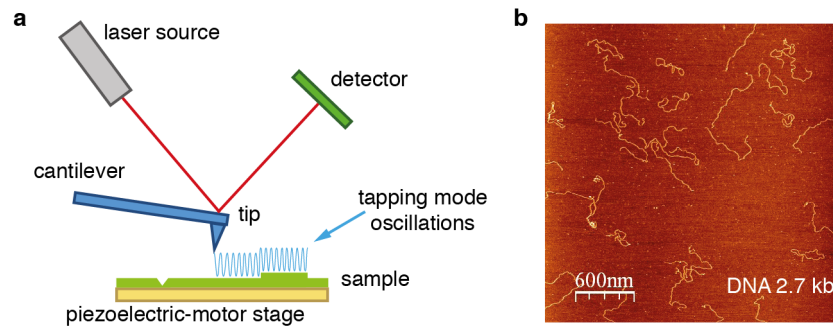 a
laser source
detector
cantilever
tip
tapping mode
oscillations
sample
piezoelectric-motor stage
b
600nm
DNA 2.7 kb